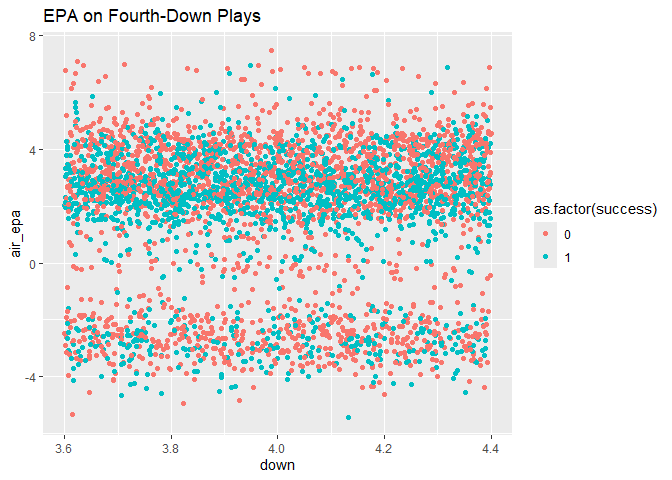 EPA on Fourth-Down Plays
8
4
0
-4
air_epa
3.6
3.8
4.0
4.2
4.4
down
as.factor(success)
0
1